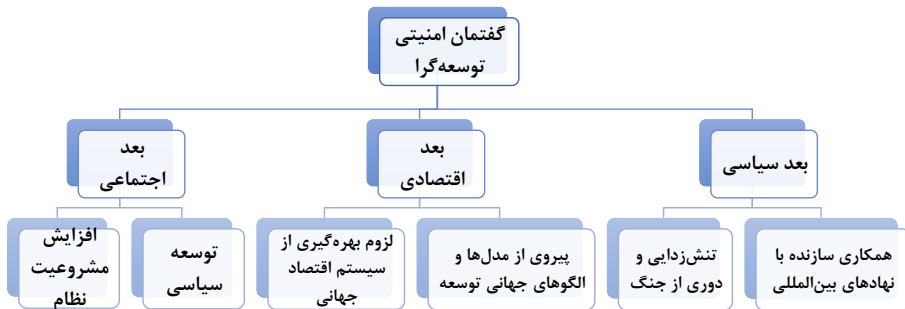 گفتمان امنیتی
توسعه‌گرا
بعد سیاسی
بعد
اقتصادی
بعد
اجتماعی
همکاری سازنده با
نهادهای بین‌المللی
تنش‌زدایی و
دوری از جنگ
پیروی از مدل‌ها و
الگوهای جهانی توسعه
لزوم بهره‌گیری از
سیستم اقتصاد
جهانی
توسعه
سیاسی
افزایش
مشروعیت
نظام